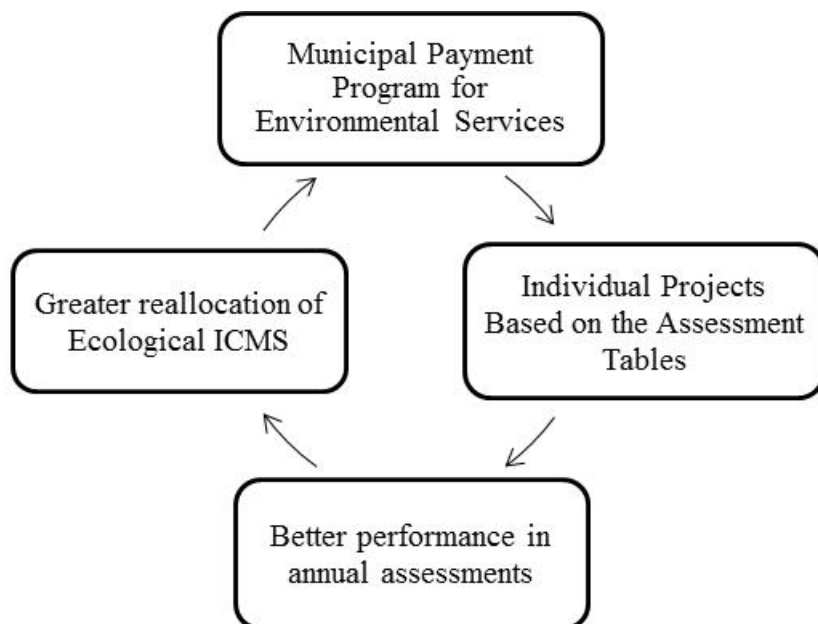 Municipal Payment
Program for
Environmental Services
Greater reallocation of
Ecological ICMS
Individual Projects
Based on the Assessment
Tables
Better performance in
annual assessments